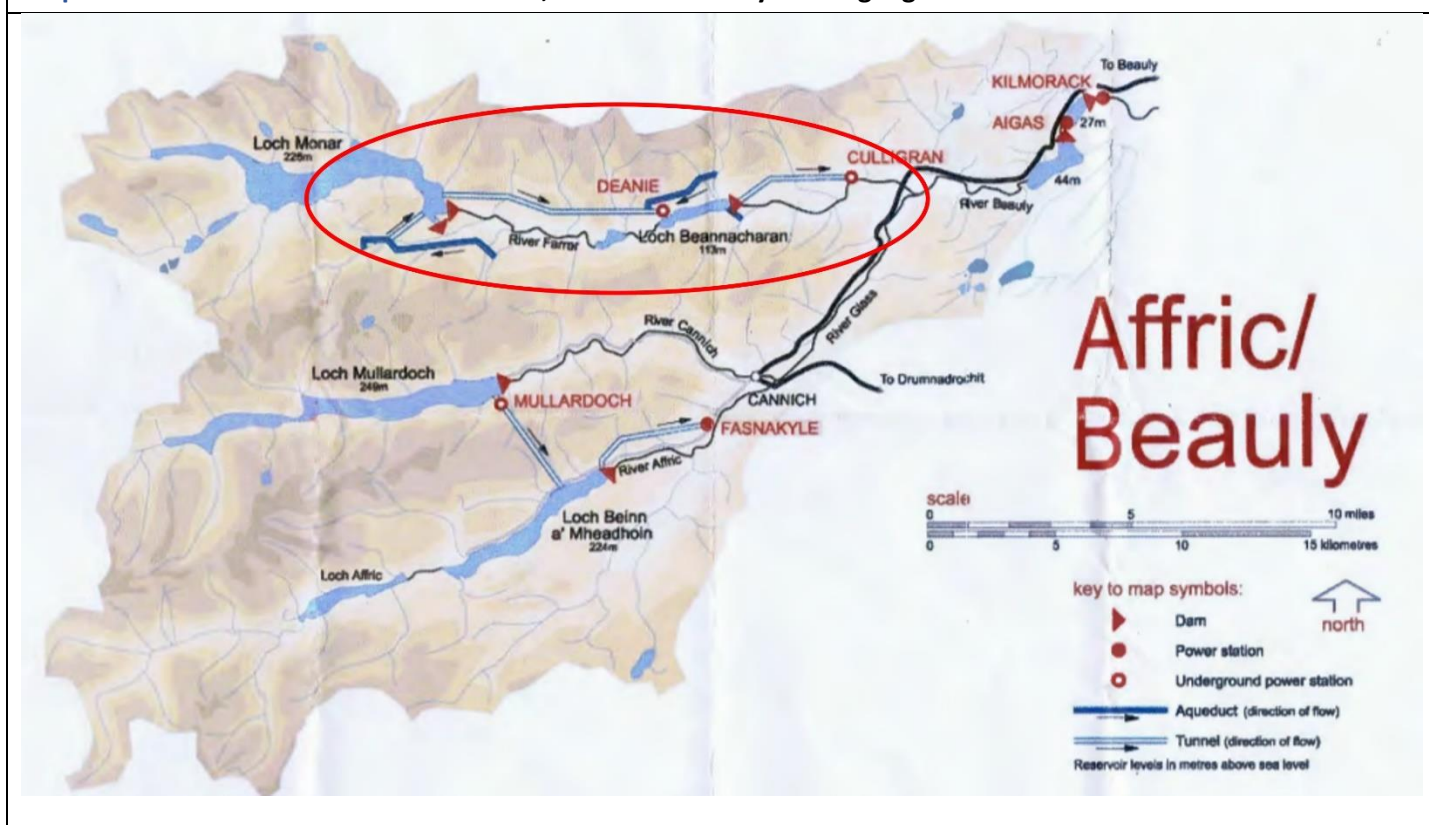 To Beauly
KILMORACK
AIGAS
27m
Loch Monar
225m
CULLIGRAN
DEANIE
44m
River Beauly
River Farrar
Loch Beannacharan
113m
River Glass
River Cannich
Loch Mullardoch
249m
To Drumnadrochit
MULLARDOCH
CANNICH
FASNAKYLE
River Affric
Loch Beinn
a' Mheadhoin
224m
Loch Affric
Affric/
Beauly
scale
0 5 10 miles
0 5 10 15 kilometres
key to map symbols:
north
Dam
Power station
Underground power station
Aqueduct (direction of flow)
Tunnel (direction of flow)
Reservoir levels in metres above sea level